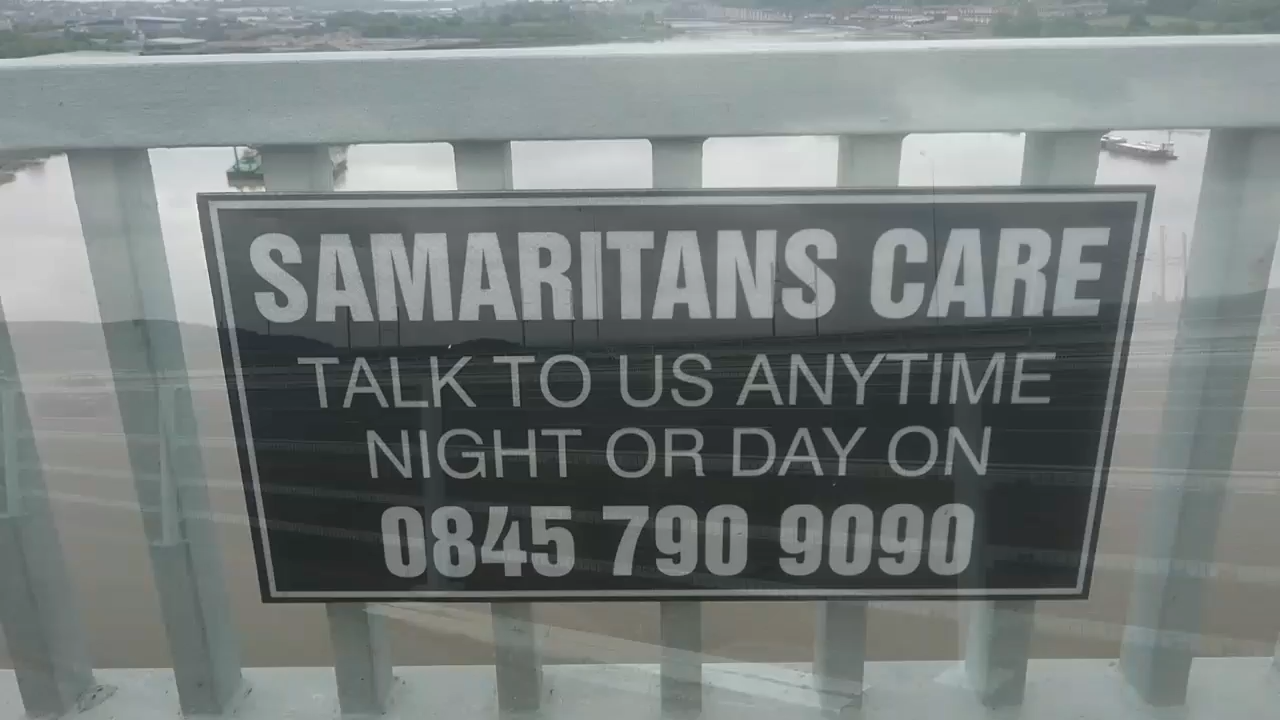 SAMARITANS CARE
TALK TO US ANYTIME
NIGHT OR DAY ON
0845 790 9090